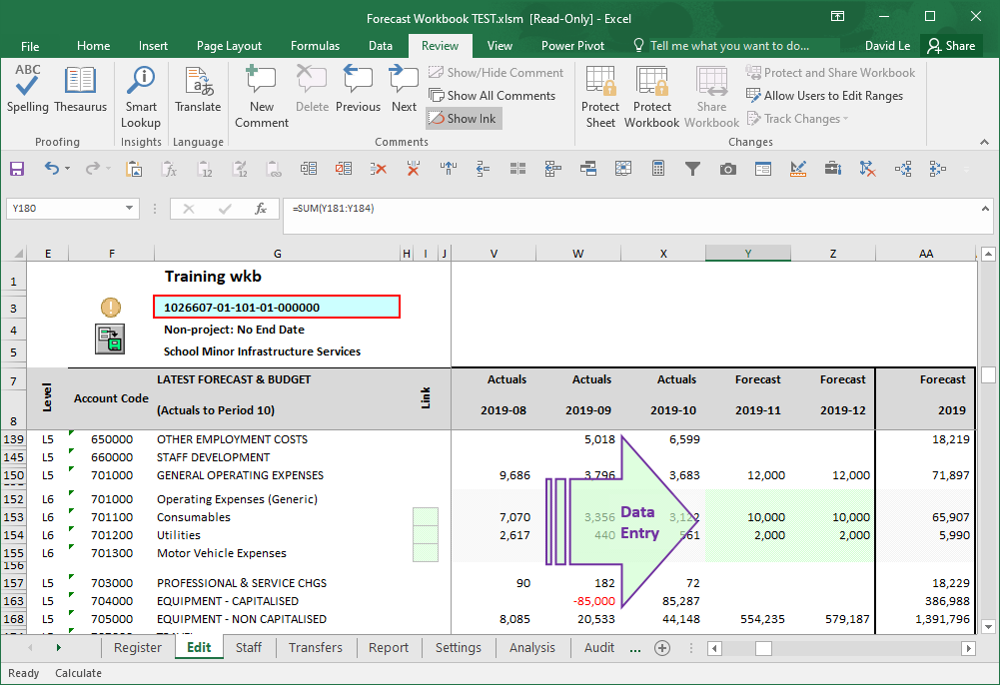 Forecast Workbook TEST.xlsm [Read-Only] - Excel
File Home Insert Page Layout Formulas Data Review View Power Pivot Tell me what you want to do... David Le Share
ABC
Spelling Thesaurus Smart Lookup Translate New Comment Delete Previous Next
Show/Hide Comment
Show All Comments
Show Ink
Protect Sheet Protect Workbook Share Workbook
Protect and Share Workbook
Allow Users to Edit Ranges
Track Changes
Proofing Insights Language Comments Changes
Y180 fx =SUM(Y181:Y184)
E F G H I J V W X Y Z AA
1 Training wkb
3 1026607-01-101-01-000000
4 Non-project: No End Date
5 School Minor Infrastructure Services
7 LATEST FORECAST & BUDGET Actuals Actuals Actuals Forecast Forecast Forecast
Level Account Code Link
8 (Actuals to Period 10) 2019-08 2019-09 2019-10 2019-11 2019-12 2019
139 L5 650000 OTHER EMPLOYMENT COSTS 5,018 6,599 18,219
145 L5 660000 STAFF DEVELOPMENT
150 L5 701000 GENERAL OPERATING EXPENSES 9,686 3,796 3,683 12,000 12,000 71,897
152 L6 701000 Operating Expenses (Generic)
153 L6 701100 Consumables 7,070 3,356 3,122 10,000 10,000 65,907
154 L6 701200 Utilities 2,617 440 561 2,000 2,000 5,990
155 L6 701300 Motor Vehicle Expenses
Data
Entry
156
157 L5 703000 PROFESSIONAL & SERVICE CHGS 90 182 72 18,229
163 L5 704000 EQUIPMENT - CAPITALISED -85,000 85,287 386,988
168 L5 705000 EQUIPMENT - NON CAPITALISED 8,085 20,533 44,148 554,235 579,187 1,391,796
Register Edit Staff Transfers Report Settings Analysis Audit ...
Ready Calculate